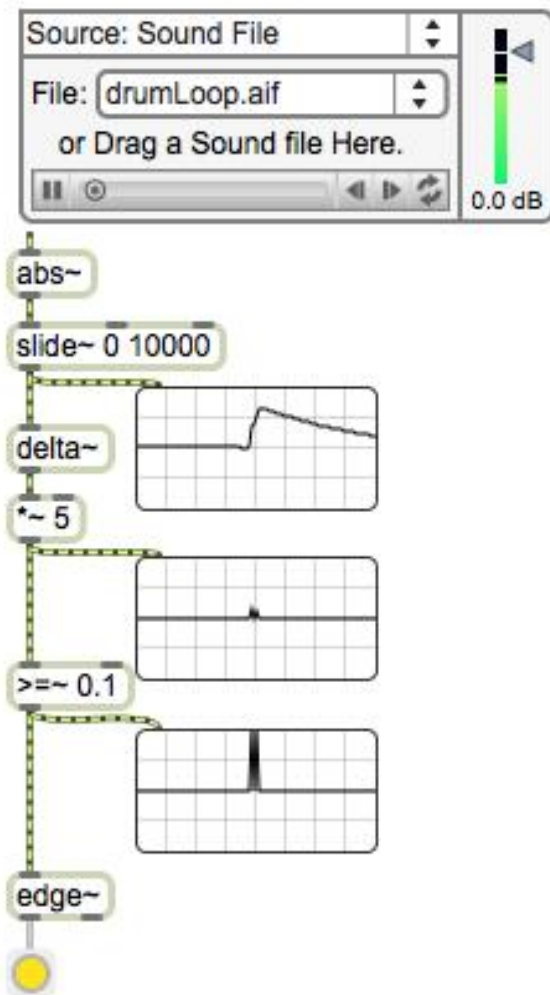 Source: Sound File
File: drumLoop.aif
or Drag a Sound file Here.
0.0 dB
abs~
slide~ 0 10000
delta~
*~ 5
>=~ 0.1
edge~